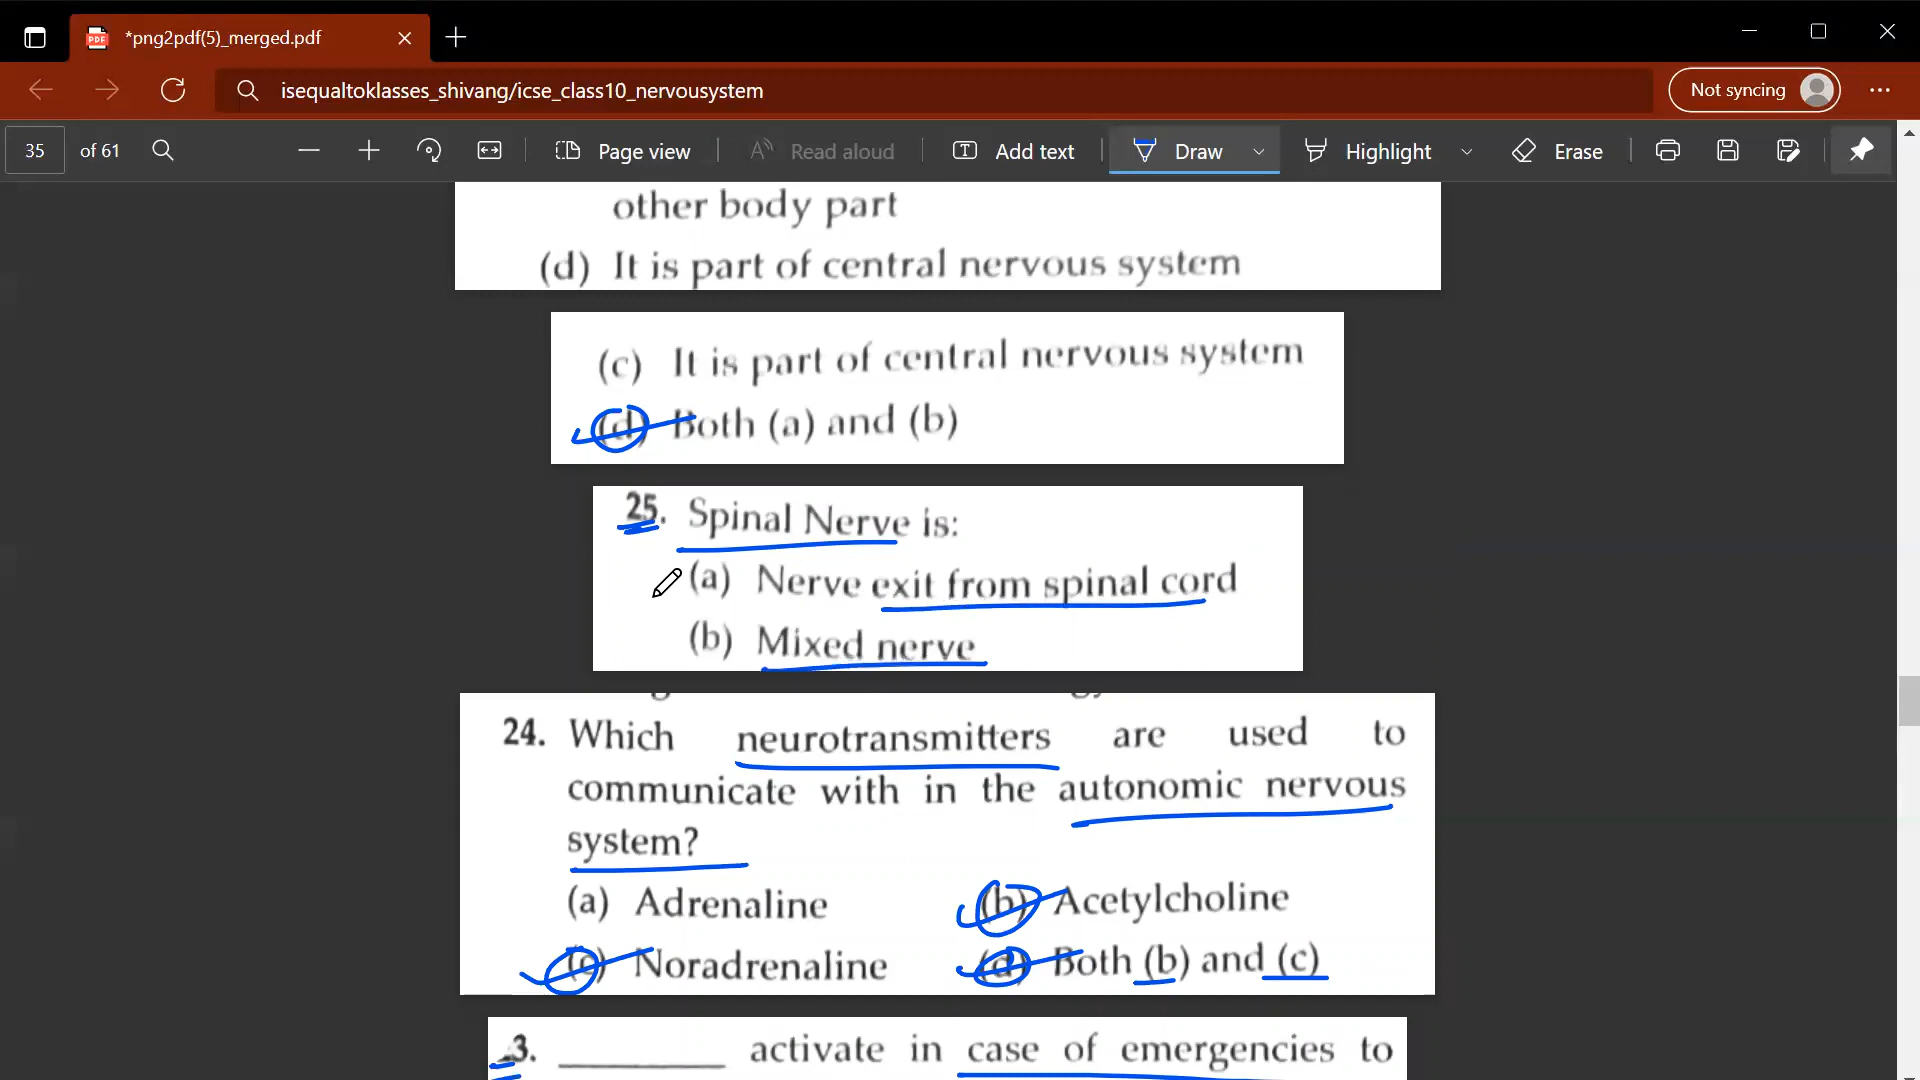 *png2pdf(5)_merged.pdf
isequaltoklasses_shivang/icse_class10_nervousystem
Not syncing
35 of 61
Page view
Read aloud
Add text
Draw
Highlight
Erase
other body part
(d) It is part of central nervous system
(c) It is part of central nervous system
(d) Both (a) and (b)
25. Spinal Nerve is:
(a) Nerve exit from spinal cord
(b) Mixed nerve
24. Which neurotransmitters are used to
communicate with in the autonomic nervous
system?
(a) Adrenaline (b) Acetylcholine
(c) Noradrenaline (d) Both (b) and (c)
3. ________ activate in case of emergencies to